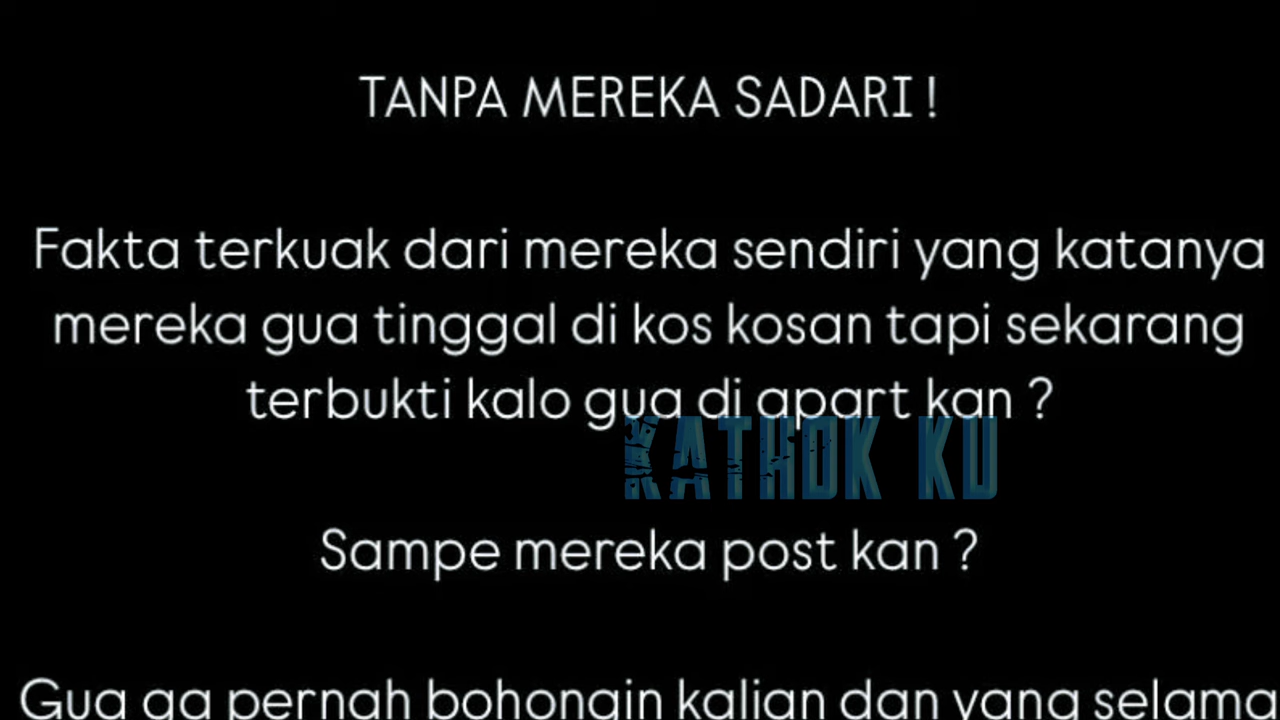 TANPA MEREKA SADARI !
Fakta terkuak dari mereka sendiri yang katanya
mereka gua tinggal di kos kosan tapi sekarang
terbukti kalo gua di apart kan ?
KATHOK KU
Sampe mereka post kan ?
Gua ga pernah bohongin kalian dan yang selama